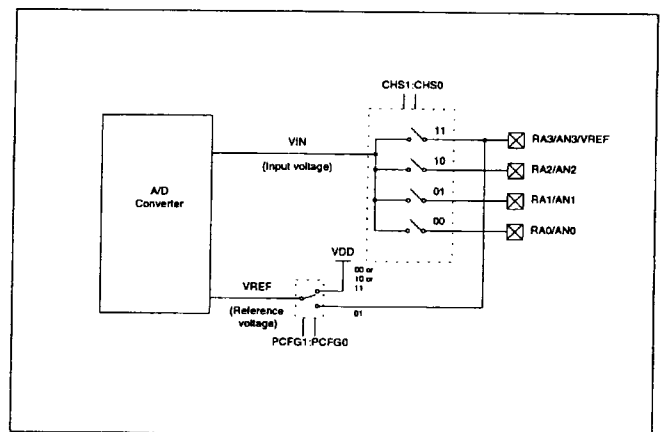 CHS1:CHS0
VIN
(Input voltage)
A/D
Converter
11
RA3/AN3/VREF
10
RA2/AN2
01
RA1/AN1
00
RA0/AN0
VDD
00 or
10 or
11
VREF
(Reference
voltage)
01
PCFG1:PCFG0